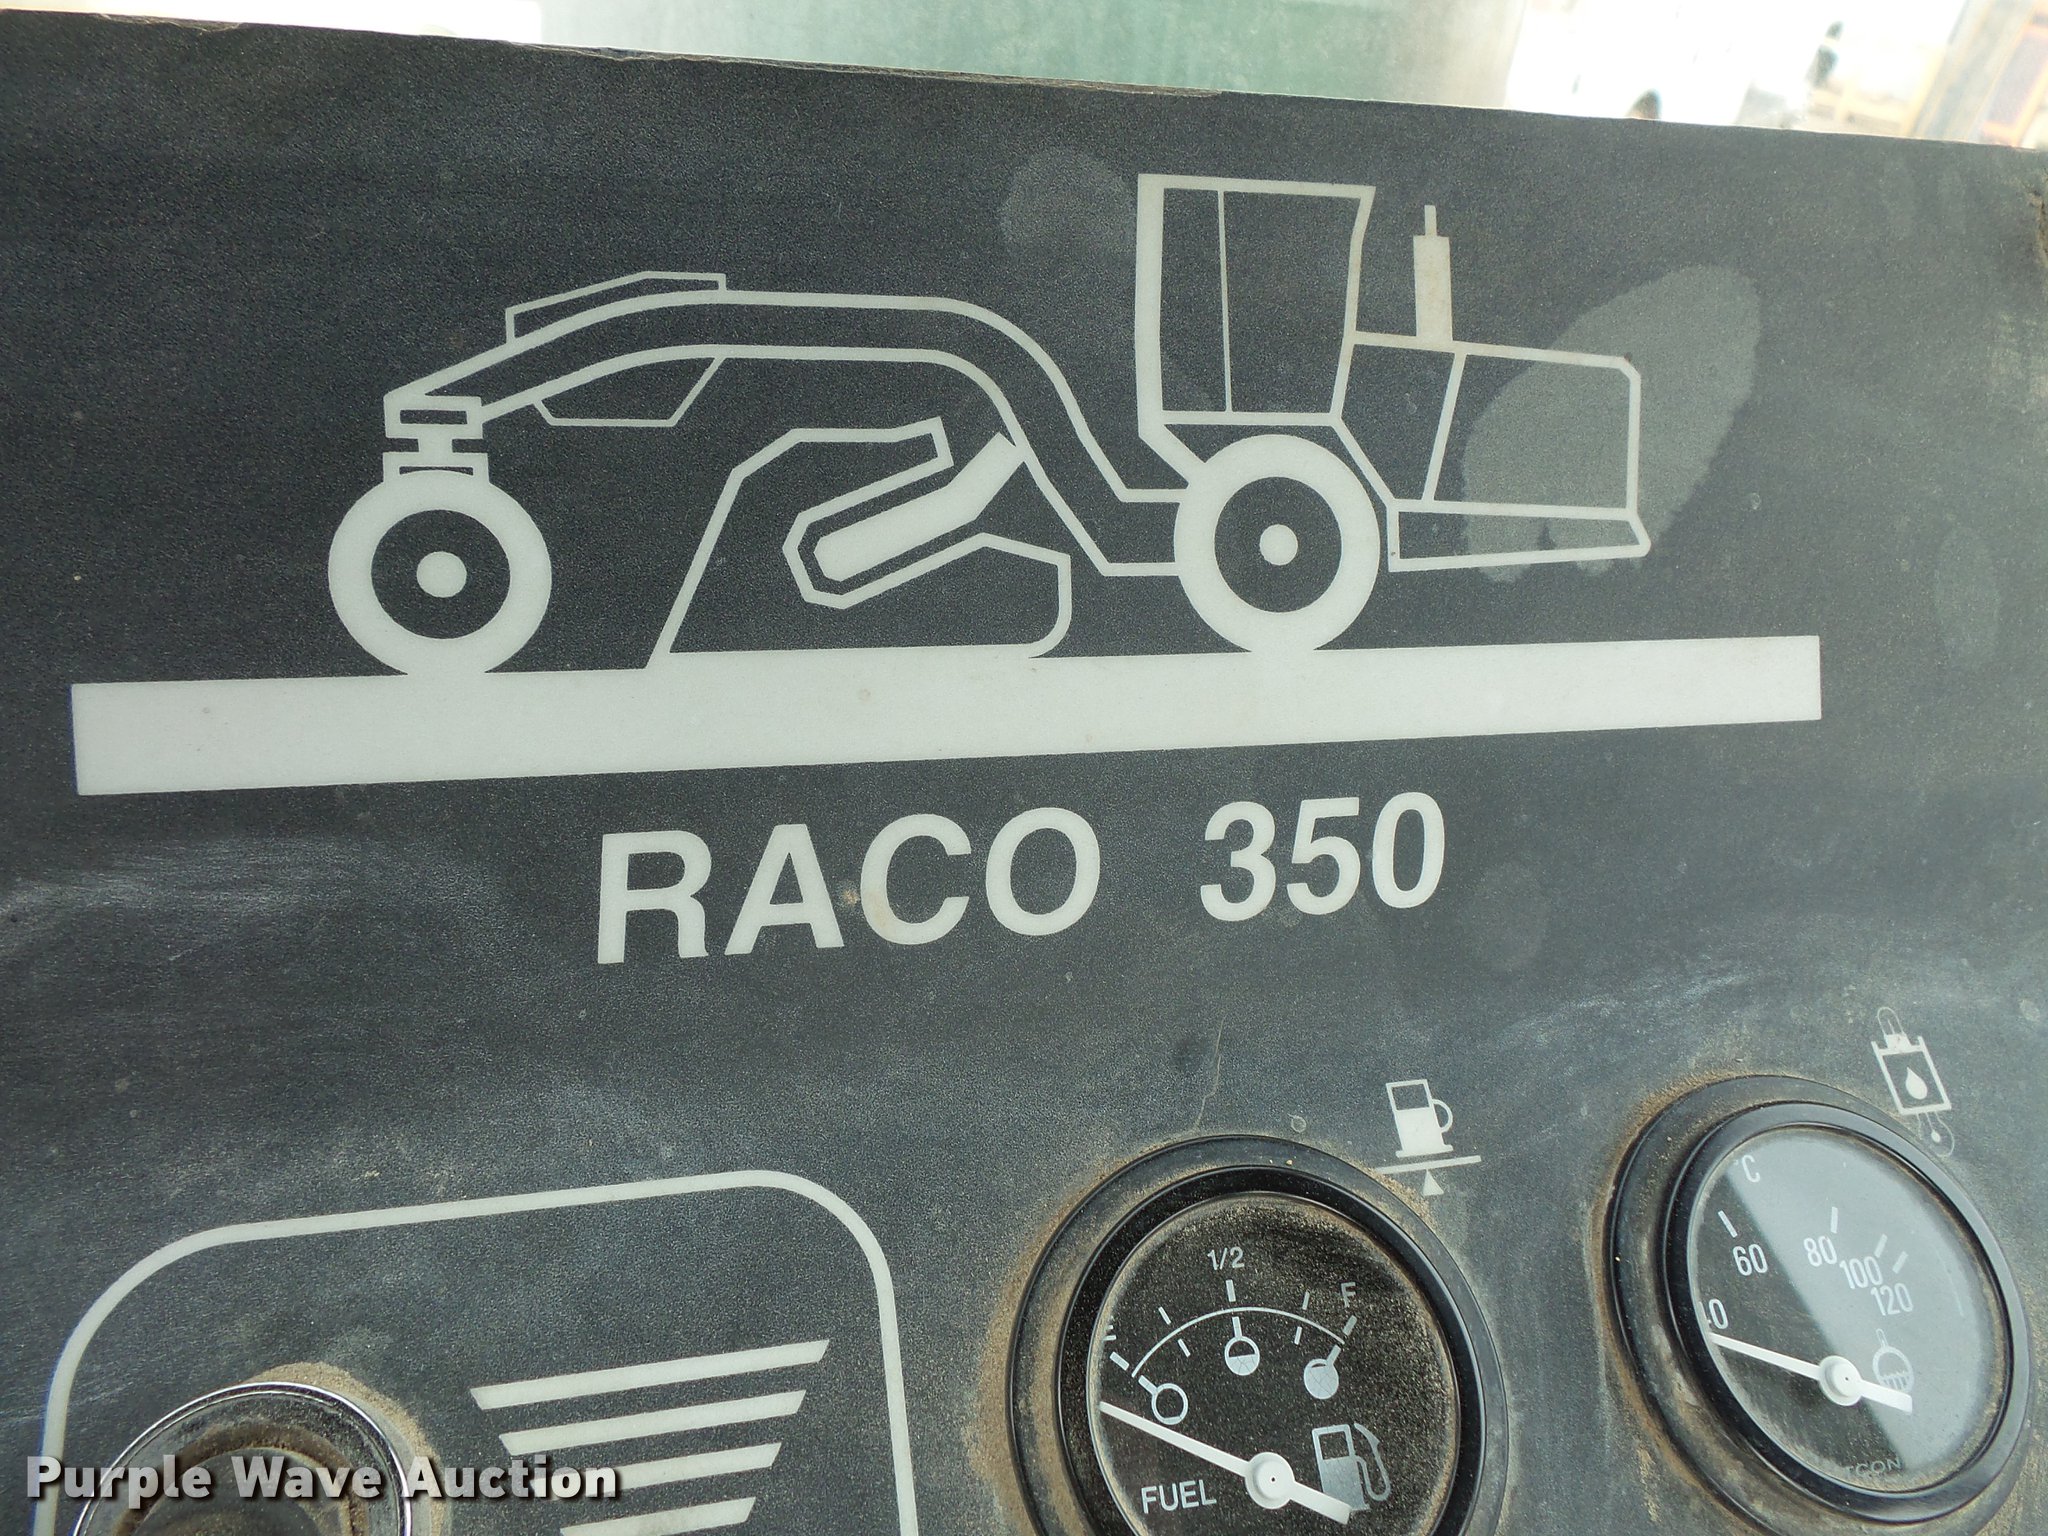 RACO 350
1/2
E
F
FUEL
°C
60
80
100
120
Purple Wave Auction